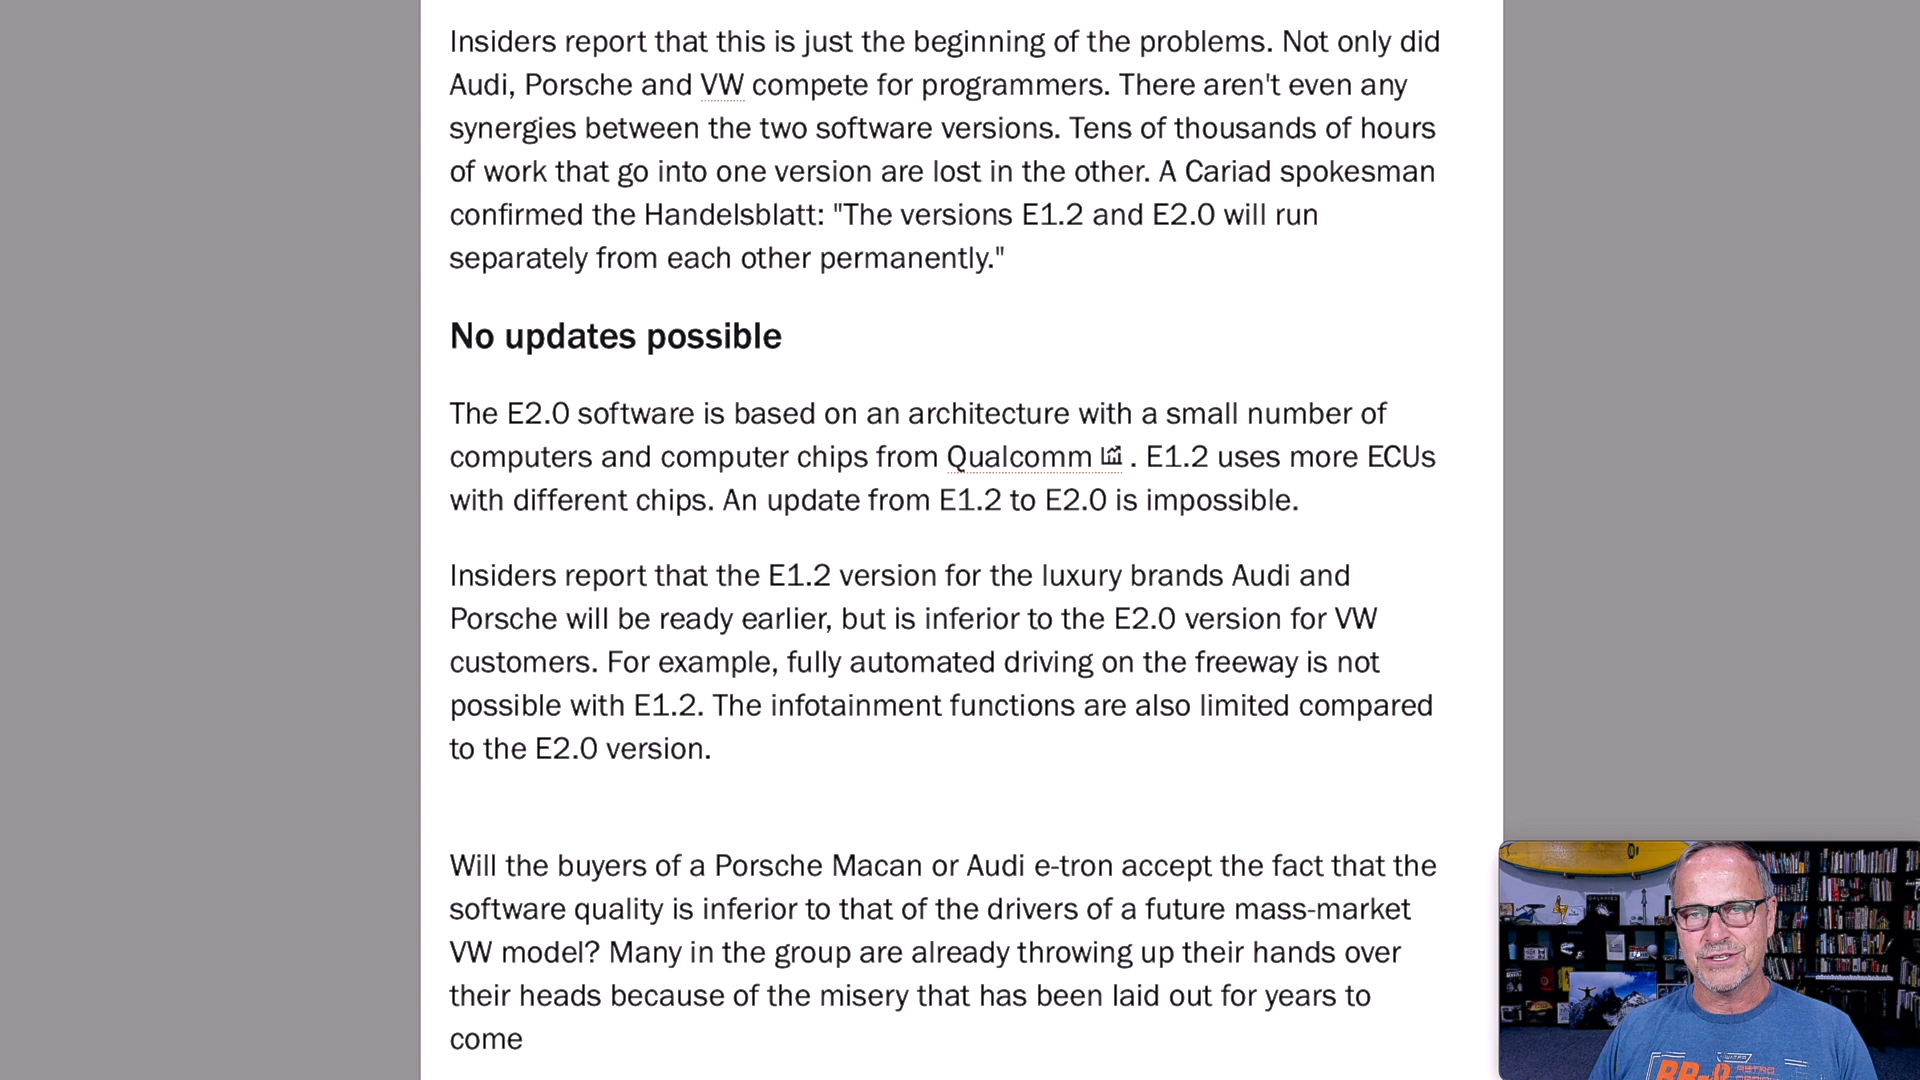 Insiders report that this is just the beginning of the problems. Not only did
Audi, Porsche and VW compete for programmers. There aren't even any
synergies between the two software versions. Tens of thousands of hours
of work that go into one version are lost in the other. A Cariad spokesman
confirmed the Handelsblatt: "The versions E1.2 and E2.0 will run
separately from each other permanently."
No updates possible
The E2.0 software is based on an architecture with a small number of
computers and computer chips from Qualcomm . E1.2 uses more ECUs
with different chips. An update from E1.2 to E2.0 is impossible.
Insiders report that the E1.2 version for the luxury brands Audi and
Porsche will be ready earlier, but is inferior to the E2.0 version for VW
customers. For example, fully automated driving on the freeway is not
possible with E1.2. The infotainment functions are also limited compared
to the E2.0 version.
Will the buyers of a Porsche Macan or Audi e-tron accept the fact that the
software quality is inferior to that of the drivers of a future mass-market
VW model? Many in the group are already throwing up their hands over
their heads because of the misery that has been laid out for years to
come